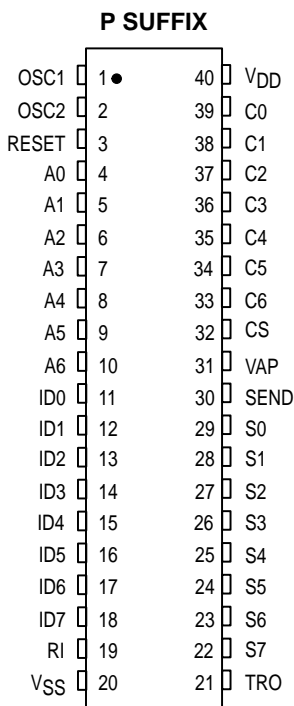 P SUFFIX
OSC1 1 40 VDD
OSC2 2 39 C0
RESET 3 38 C1
A0 4 37 C2
A1 5 36 C3
A2 6 35 C4
A3 7 34 C5
A4 8 33 C6
A5 9 32 CS
A6 10 31 VAP
ID0 11 30 SEND
ID1 12 29 S0
ID2 13 28 S1
ID3 14 27 S2
ID4 15 26 S3
ID5 16 25 S4
ID6 17 24 S5
ID7 18 23 S6
RI 19 22 S7
VSS 20 21 TRO